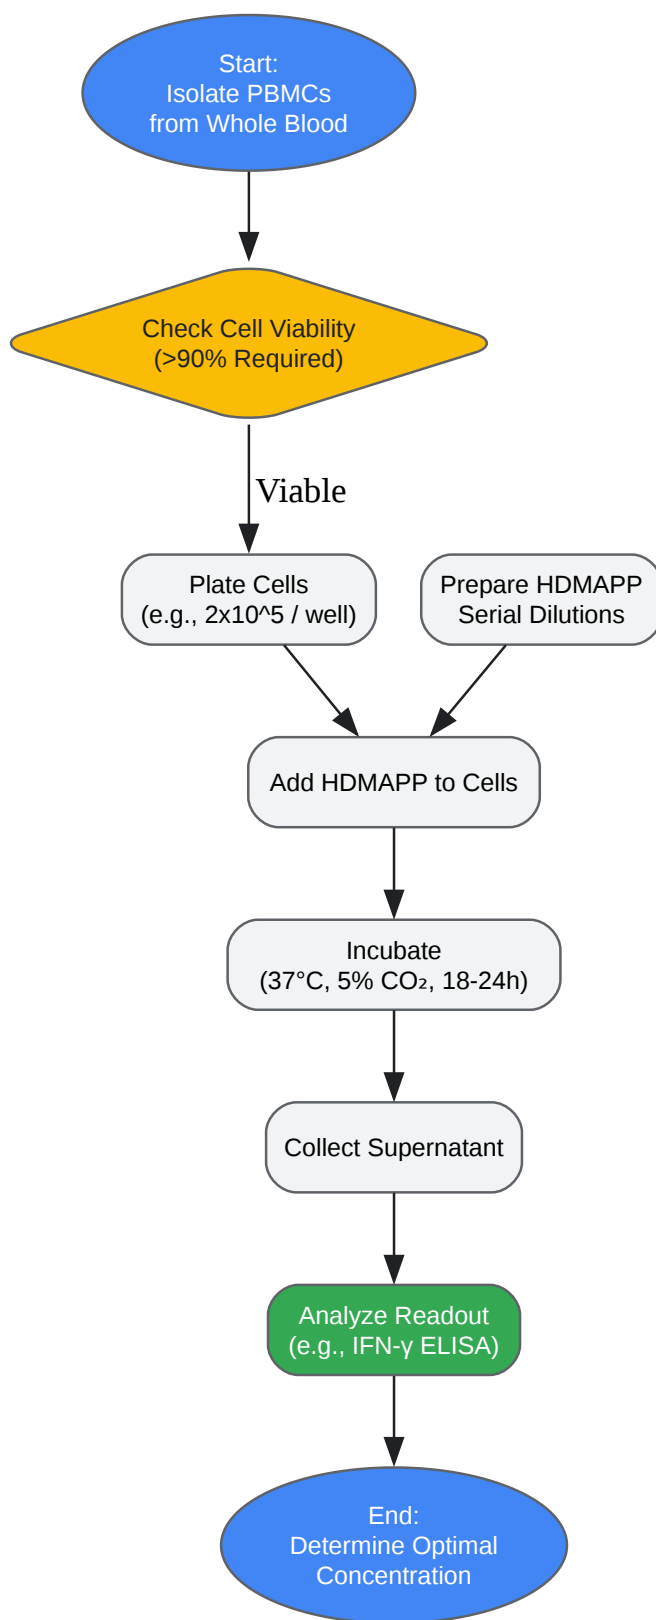 Start:
Isolate PBMCs
from Whole Blood
Check Cell Viability
(>90% Required)
Viable
Plate Cells
(e.g., 2x10^5 / well)
Prepare HDMAPP
Serial Dilutions
Add HDMAPP to Cells
Incubate
(37°C, 5% CO₂, 18-24h)
Collect Supernatant
Analyze Readout
(e.g., IFN-γ ELISA)
End:
Determine Optimal
Concentration